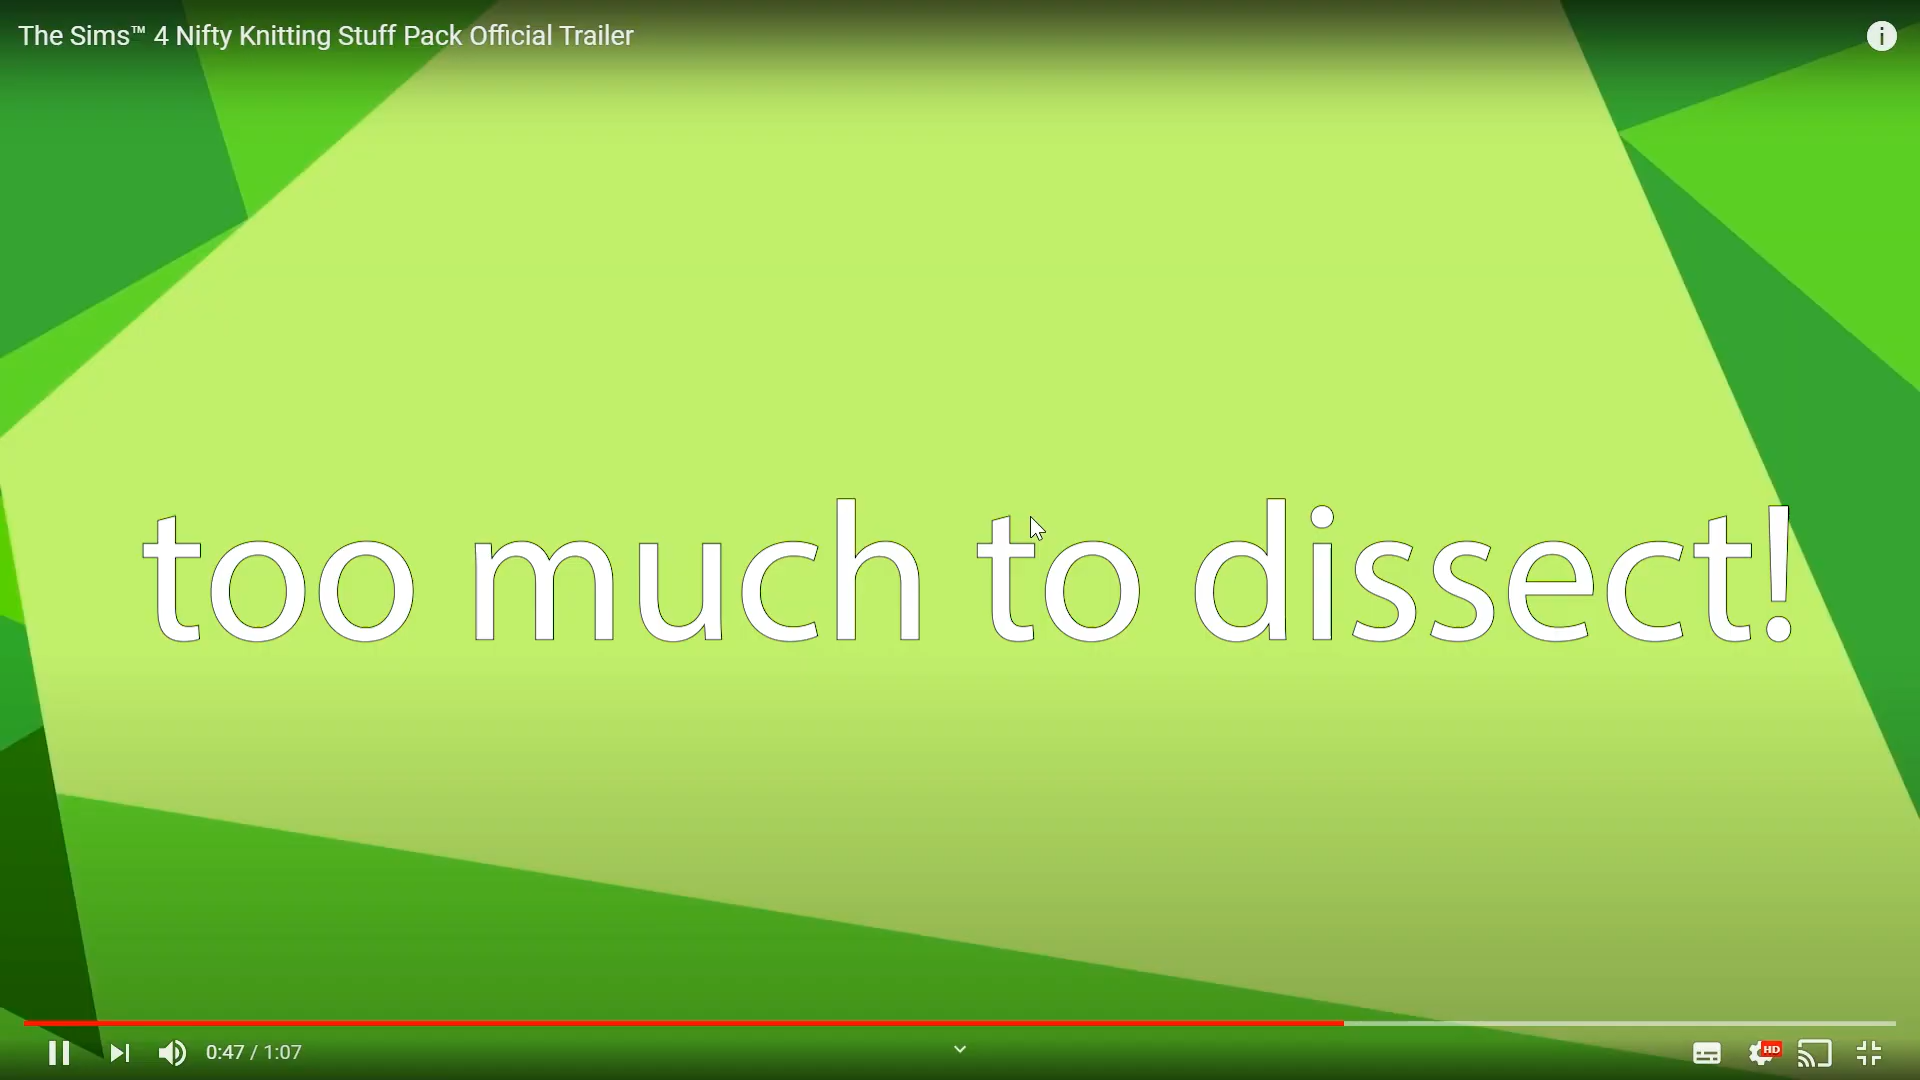 The Sims™ 4 Nifty Knitting Stuff Pack Official Trailer
i
too much to dissect!
0:47 / 1:07
HD